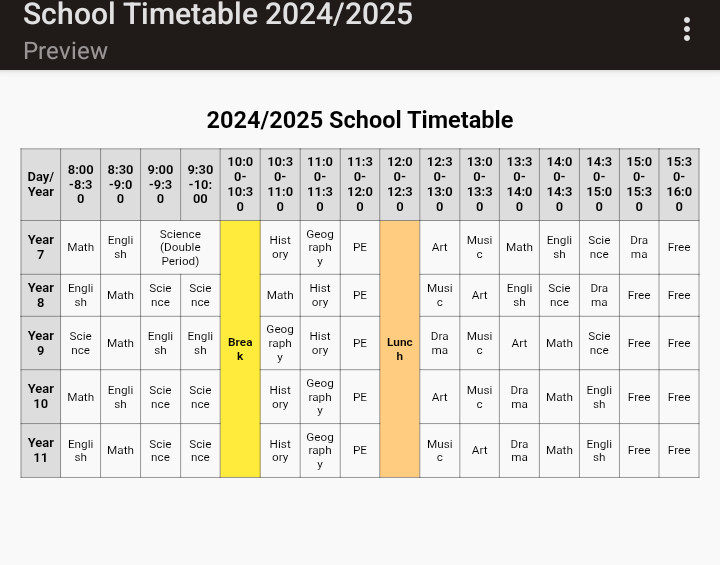 School Timetable 2024/2025
Preview
2024/2025 School Timetable
Day/Year 8:00-8:30 8:30-9:00 9:00-9:30 9:30-10:00 10:00-10:30 10:30-11:00 11:00-11:30 11:30-12:00 12:00-12:30 12:30-13:00 13:00-13:30 13:30-14:00 14:00-14:30 14:30-15:00 15:00-15:30 15:30-16:00
Year 7 Math English Science (Double Period) Break History Geography PE Lunch Art Music Math English Science Drama Free
Year 8 English Math Science Science Math History PE Music Art English Science Drama Free Free
Year 9 Science Math English English Geography History PE Drama Music Art Math Science Free Free
Year 10 Math English Science Science History Geography PE Art Music Drama Math English Free Free
Year 11 English Math Science Science History Geography PE Music Art Drama Math English Free Free